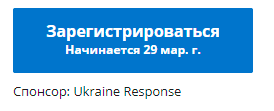 Зарегистрироваться
Начинается 29 мар. г.
Спонсор: Ukraine Response